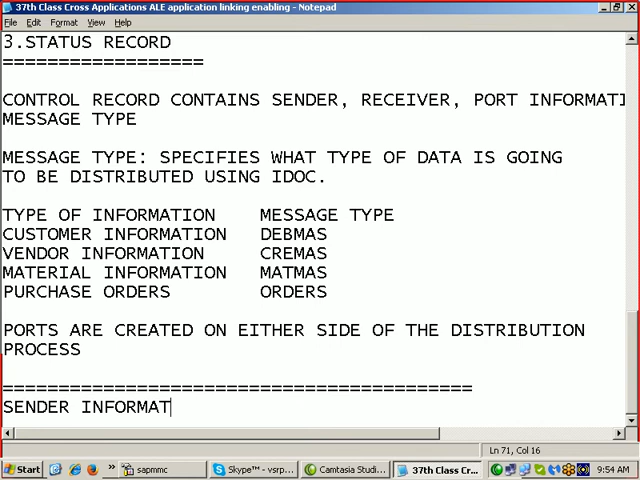 37th Class Cross Applications ALE application linking enabling - Notepad
File Edit Format View Help
3.STATUS RECORD
==================
CONTROL RECORD CONTAINS SENDER, RECEIVER, PORT INFORMATI
MESSAGE TYPE
MESSAGE TYPE: SPECIFIES WHAT TYPE OF DATA IS GOING
TO BE DISTRIBUTED USING IDOC.
TYPE OF INFORMATION MESSAGE TYPE
CUSTOMER INFORMATION DEBMAS
VENDOR INFORMATION CREMAS
MATERIAL INFORMATION MATMAS
PURCHASE ORDERS ORDERS
PORTS ARE CREATED ON EITHER SIDE OF THE DISTRIBUTION
PROCESS
==========================================
SENDER INFORMAT
Ln 71, Col 16
Start sapmmc Skype™ - vsrp... Camtasia Studi... 37th Class Cr... 9:54 AM